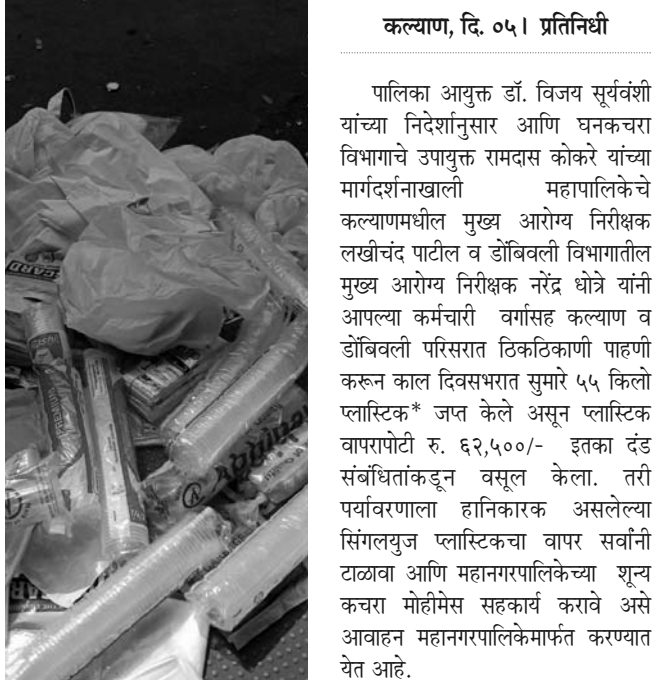 कल्याण, दि. ०५। प्रतिनिधी
पालिका आयुक्त डॉ. विजय सूर्यवंशी
यांच्या निदेर्शानुसार आणि घनकचरा
विभागाचे उपायुक्त रामदास कोकरे यांच्या
मार्गदर्शनाखाली महापालिकेचे
कल्याणमधील मुख्य आरोग्य निरीक्षक
लखीचंद पाटील व डोंबिवली विभागातील
मुख्य आरोग्य निरीक्षक नरेंद्र धोत्रे यांनी
आपल्या कर्मचारी वर्गासह कल्याण व
डोंबिवली परिसरात ठिकठिकाणी पाहणी
करून काल दिवसभरात सुमारे ५५ किलो
प्लास्टिक* जप्त केले असून प्लास्टिक
वापरापोटी रु. ६२,५००/- इतका दंड
संबंधितांकडून वसूल केला. तरी
पर्यावरणाला हानिकारक असलेल्या
सिंगलयुज प्लास्टिकचा वापर सर्वांनी
टाळावा आणि महानगरपालिकेच्या शून्य
कचरा मोहीमेस सहकार्य करावे असे
आवाहन महानगरपालिकेमार्फत करण्यात
येत आहे.